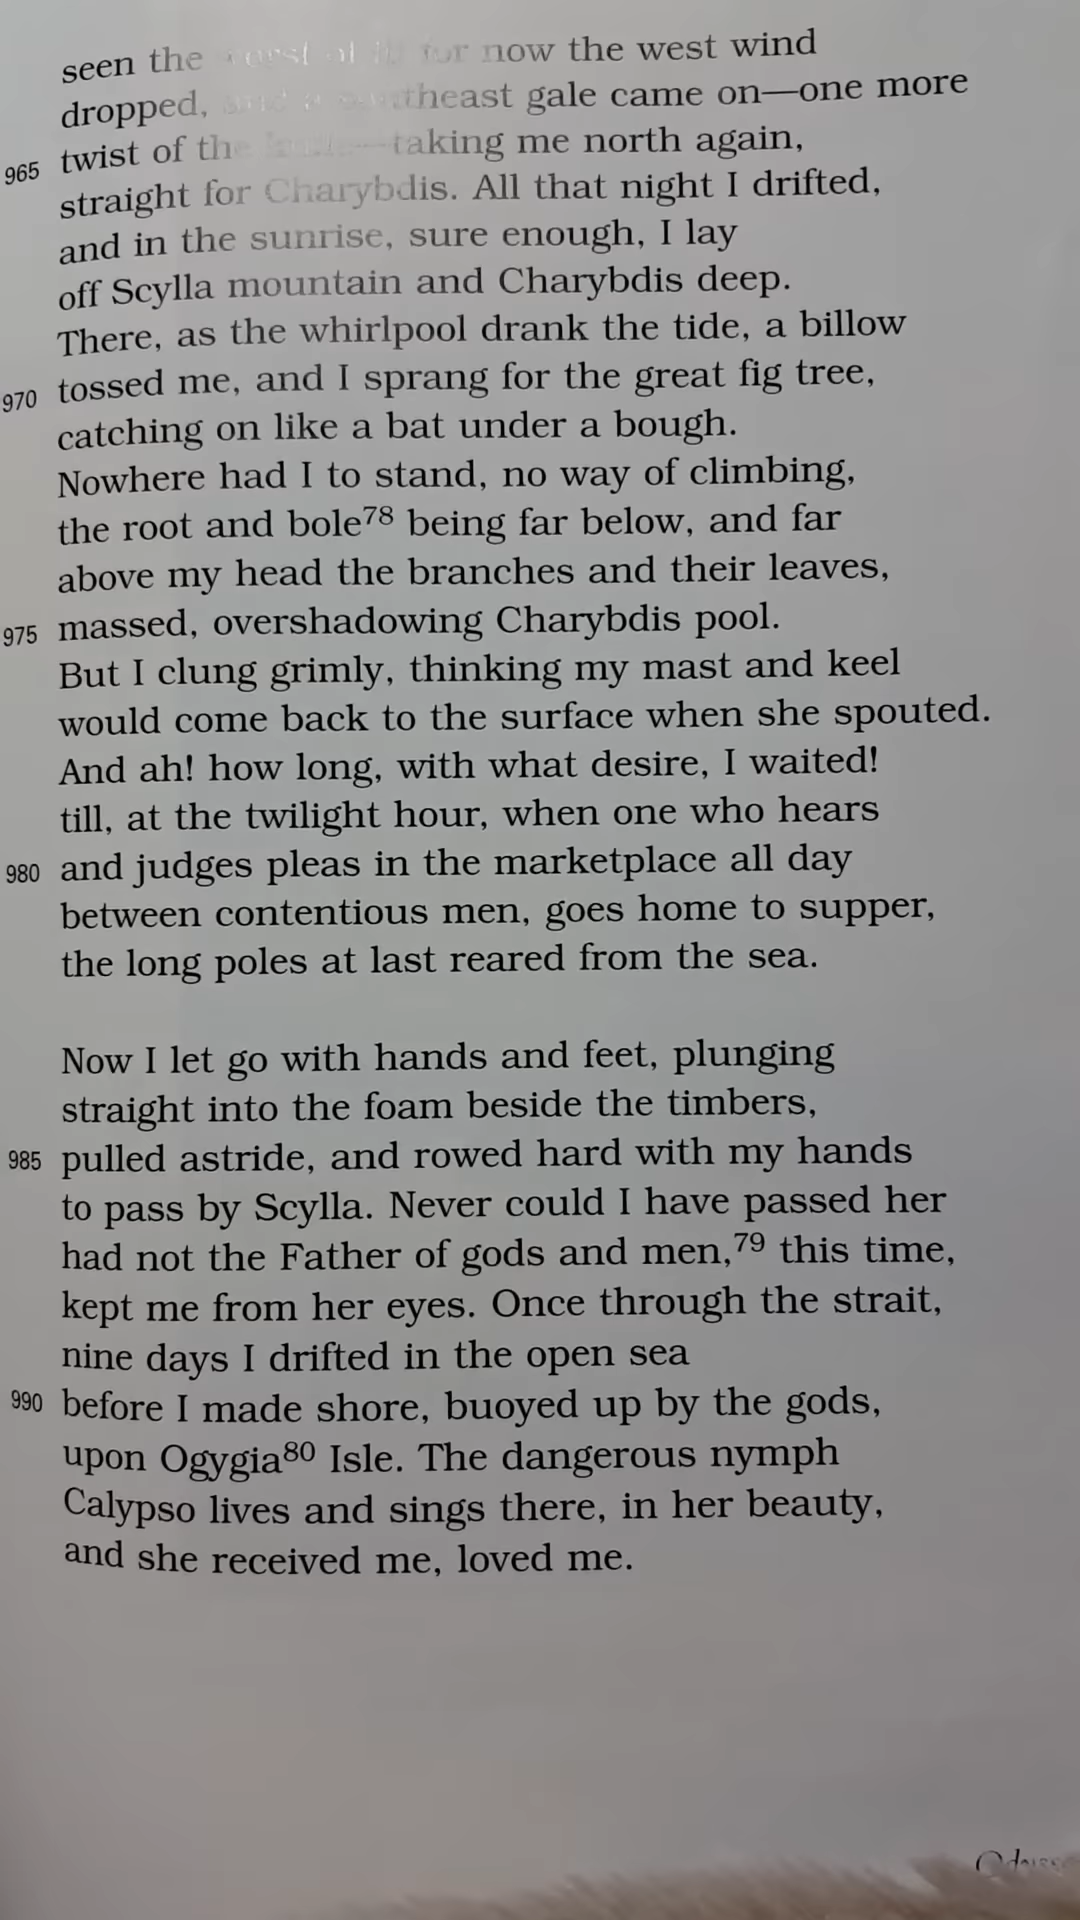 seen the worst of it, for now the west wind
dropped, and a southeast gale came on—one more
twist of the knife—taking me north again,
965 straight for Charybdis. All that night I drifted,
and in the sunrise, sure enough, I lay
off Scylla mountain and Charybdis deep.
There, as the whirlpool drank the tide, a billow
970 tossed me, and I sprang for the great fig tree,
catching on like a bat under a bough.
Nowhere had I to stand, no way of climbing,
the root and bole78 being far below, and far
above my head the branches and their leaves,
975 massed, overshadowing Charybdis pool.
But I clung grimly, thinking my mast and keel
would come back to the surface when she spouted.
And ah! how long, with what desire, I waited!
till, at the twilight hour, when one who hears
980 and judges pleas in the marketplace all day
between contentious men, goes home to supper,
the long poles at last reared from the sea.
Now I let go with hands and feet, plunging
straight into the foam beside the timbers,
985 pulled astride, and rowed hard with my hands
to pass by Scylla. Never could I have passed her
had not the Father of gods and men,79 this time,
kept me from her eyes. Once through the strait,
nine days I drifted in the open sea
990 before I made shore, buoyed up by the gods,
upon Ogygia80 Isle. The dangerous nymph
Calypso lives and sings there, in her beauty,
and she received me, loved me.